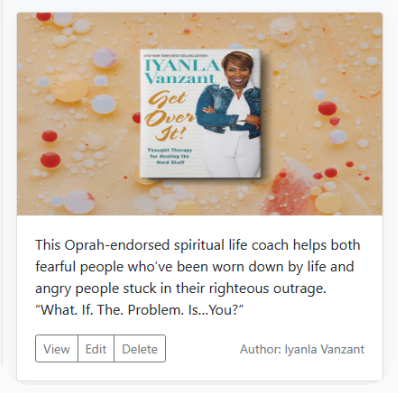 IYANLA
Vanzant
Get
Over
It!
Thought Therapy
for Healing the
Hard Stuff
This Oprah-endorsed spiritual life coach helps both
fearful people who’ve been worn down by life and
angry people stuck in their righteous outrage.
“What. If. The. Problem. Is...You?”
View Edit Delete
Author: Iyanla Vanzant